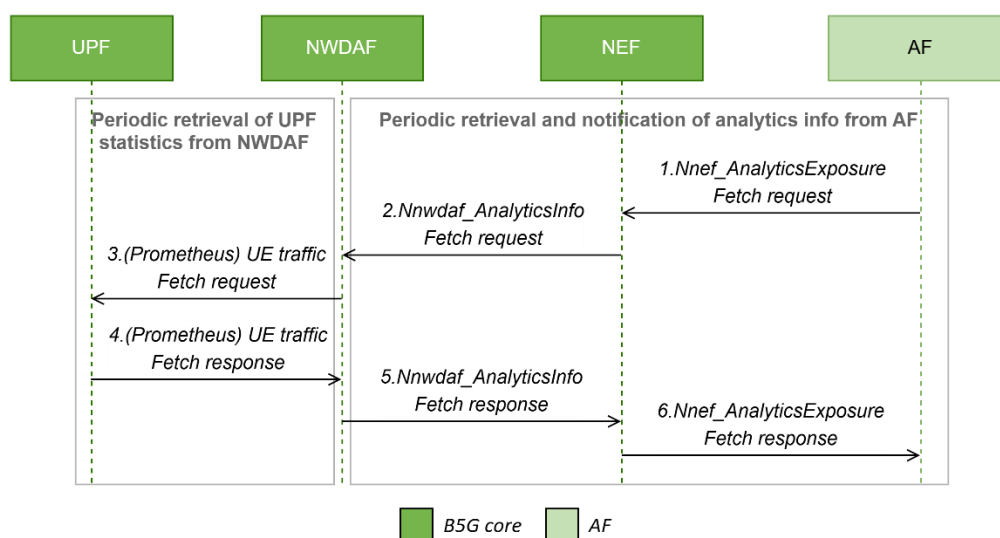 UPF
NWDAF
NEF
AF
Periodic retrieval of UPF
statistics from NWDAF
Periodic retrieval and notification of analytics info from AF
1.Nnef_AnalyticsExposure
Fetch request
2.Nnwdaf_AnalyticsInfo
Fetch request
3.(Prometheus) UE traffic
Fetch request
4.(Prometheus) UE traffic
Fetch response
5.Nnwdaf_AnalyticsInfo
Fetch response
6.Nnef_AnalyticsExposure
Fetch response
B5G core
AF